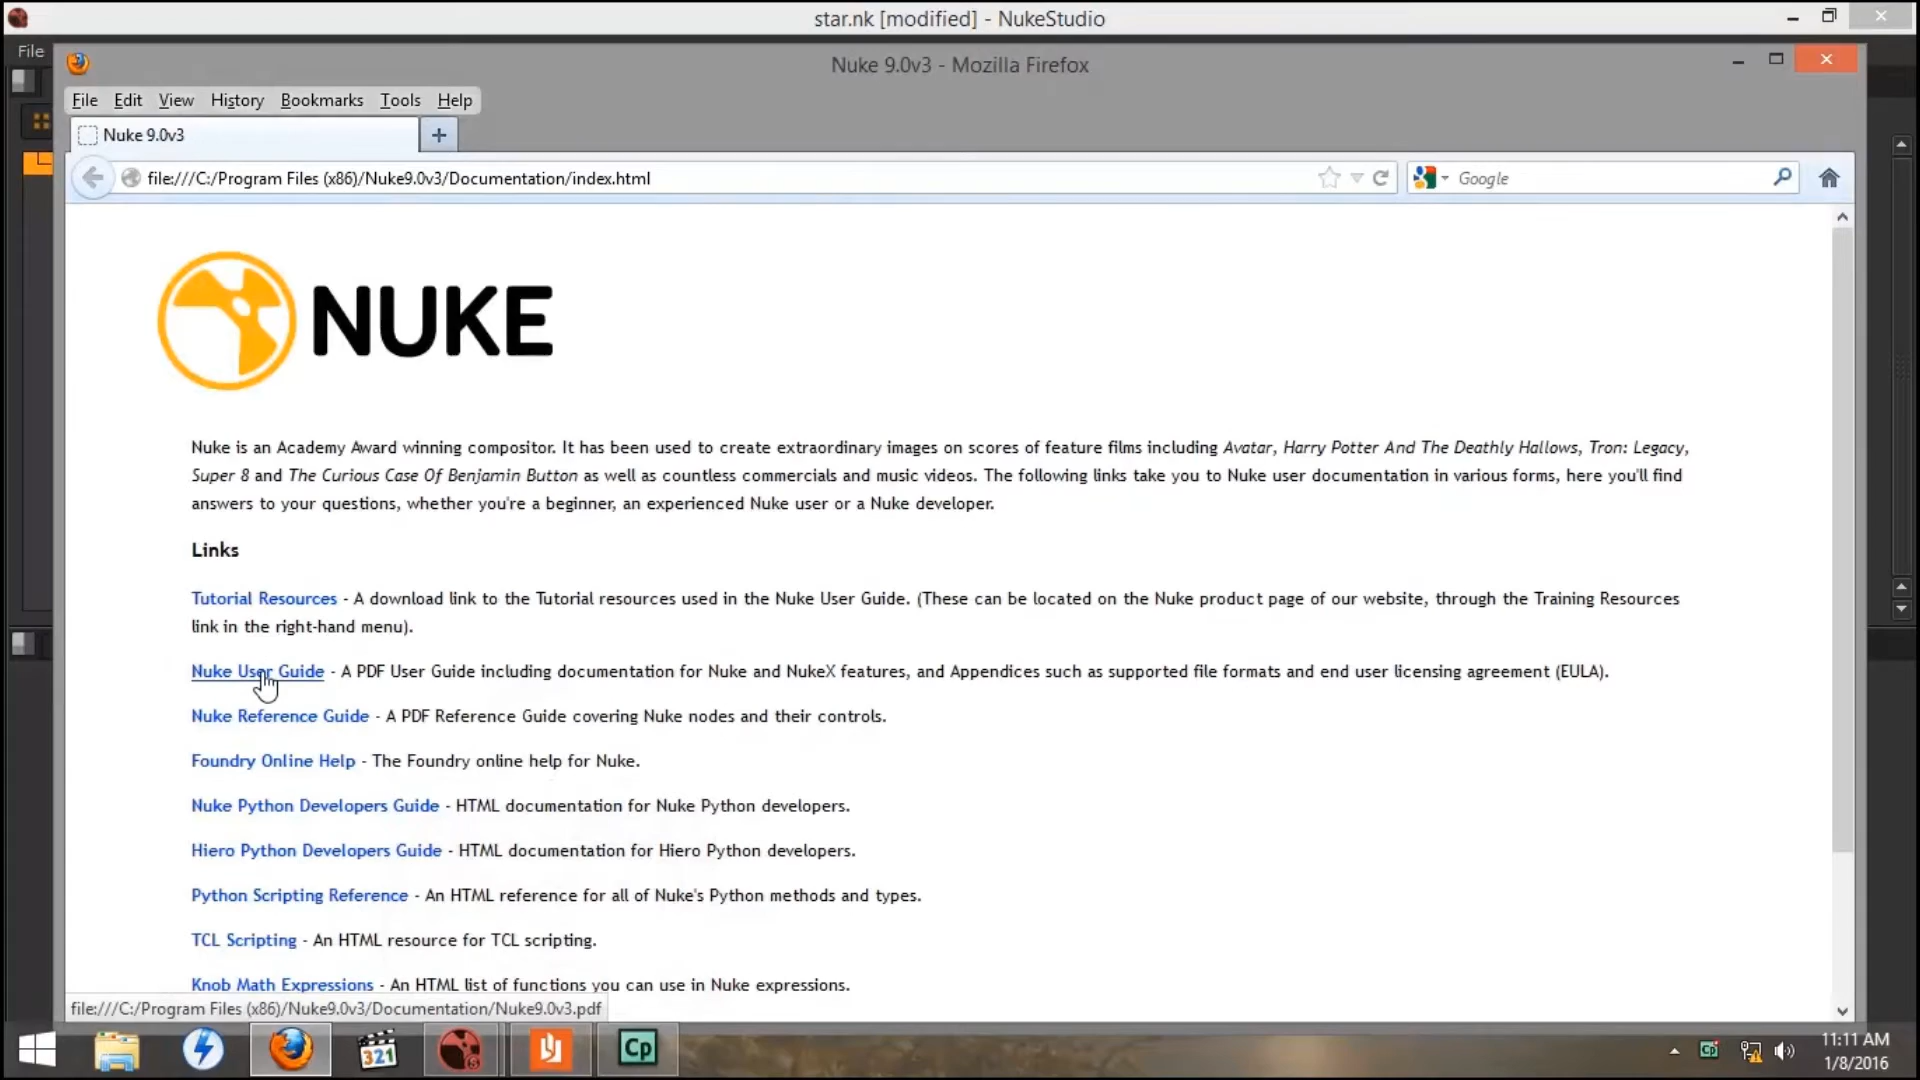 star.nk [modified] - NukeStudio
File
Nuke 9.0v3 - Mozilla Firefox
File Edit View History Bookmarks Tools Help
Nuke 9.0v3
file:///C:/Program Files (x86)/Nuke9.0v3/Documentation/index.html
Google
NUKE
Nuke is an Academy Award winning compositor. It has been used to create extraordinary images on scores of feature films including Avatar, Harry Potter And The Deathly Hallows, Tron: Legacy,
Super 8 and The Curious Case Of Benjamin Button as well as countless commercials and music videos. The following links take you to Nuke user documentation in various forms, here you'll find
answers to your questions, whether you're a beginner, an experienced Nuke user or a Nuke developer.
Links
Tutorial Resources - A download link to the Tutorial resources used in the Nuke User Guide. (These can be located on the Nuke product page of our website, through the Training Resources
link in the right-hand menu).
Nuke User Guide - A PDF User Guide including documentation for Nuke and NukeX features, and Appendices such as supported file formats and end user licensing agreement (EULA).
Nuke Reference Guide - A PDF Reference Guide covering Nuke nodes and their controls.
Foundry Online Help - The Foundry online help for Nuke.
Nuke Python Developers Guide - HTML documentation for Nuke Python developers.
Hiero Python Developers Guide - HTML documentation for Hiero Python developers.
Python Scripting Reference - An HTML reference for all of Nuke's Python methods and types.
TCL Scripting - An HTML resource for TCL scripting.
Knob Math Expressions - An HTML list of functions you can use in Nuke expressions.
file:///C:/Program Files (x86)/Nuke9.0v3/Documentation/Nuke9.0v3.pdf
321
Cp
Cp
11:11 AM
1/8/2016